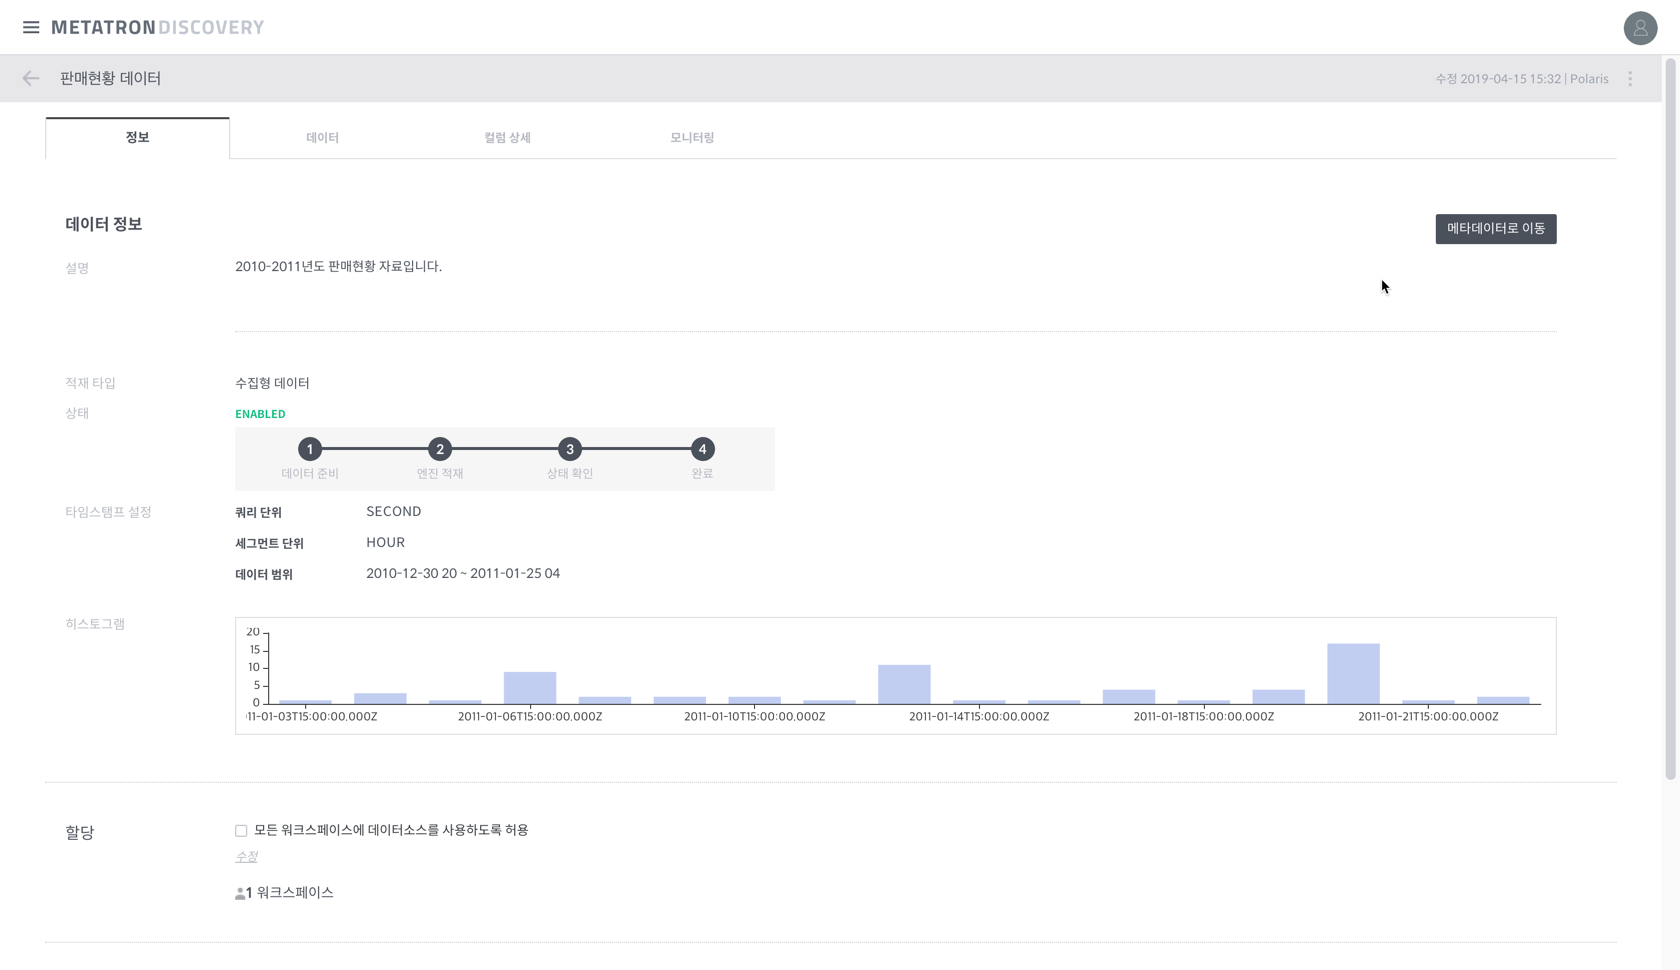 METATRON DISCOVERY
판매현황 데이터
수정 2019-04-15 15:32 | Polaris
정보
데이터
컬럼 상세
모니터링
데이터 정보
메타데이터로 이동
설명
2010-2011년도 판매현황 자료입니다.
적재 타입
수집형 데이터
상태
ENABLED
1
2
3
4
데이터 준비
엔진 적재
상태 확인
완료
타임스탬프 설정
쿼리 단위
SECOND
세그먼트 단위
HOUR
데이터 범위
2010-12-30 20 ~ 2011-01-25 04
히스토그램
20
15
10
5
0
11-01-03T15:00:00.000Z
2011-01-06T15:00:00.000Z
2011-01-10T15:00:00.000Z
2011-01-14T15:00:00.000Z
2011-01-18T15:00:00.000Z
2011-01-21T15:00:00.000Z
할당
모든 워크스페이스에 데이터소스를 사용하도록 허용
수정
1 워크스페이스